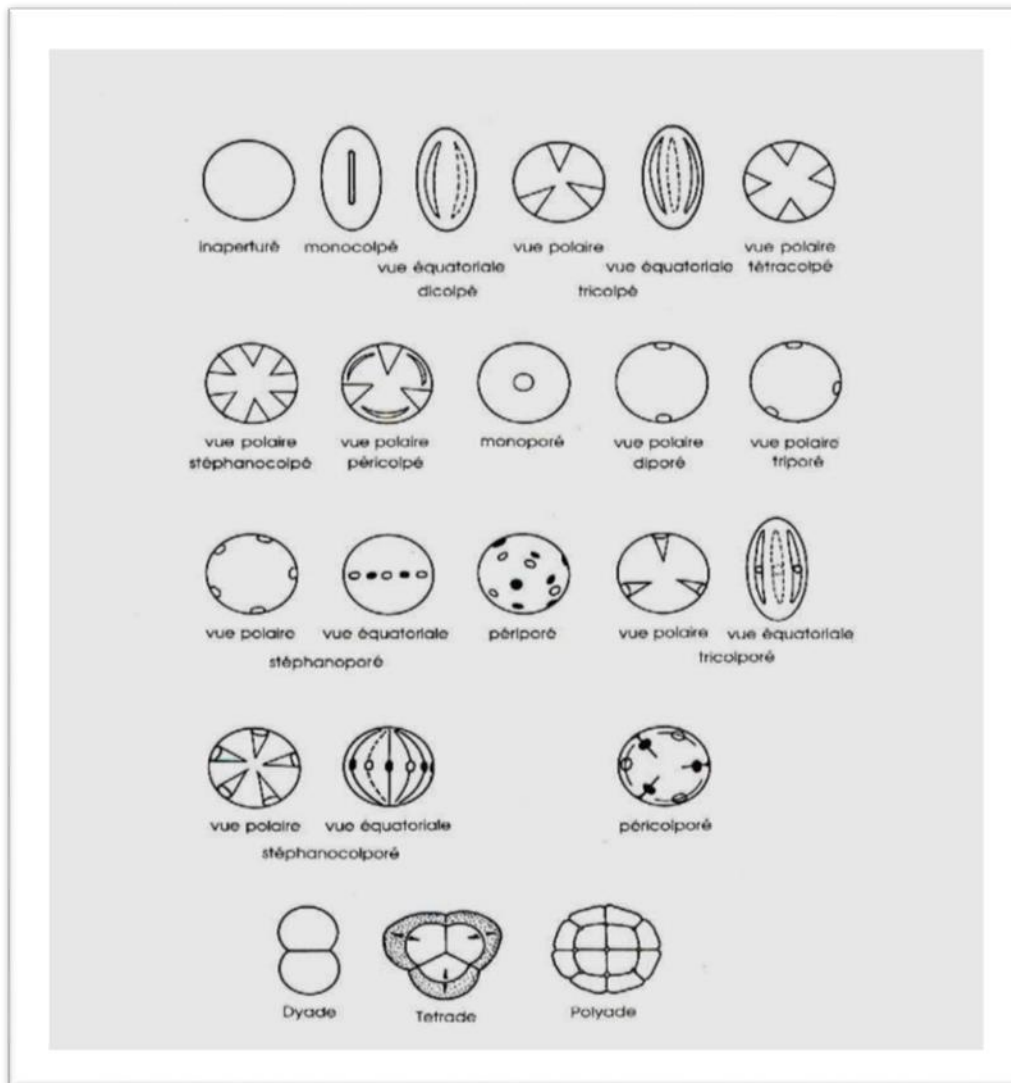 inaperturé
monocolpé
vue équatoriale
dicolpé
vue polaire
vue équatoriale
tricolpé
vue polaire
tétracolpé
vue polaire
stéphanocolpé
vue polaire
péricolpé
monoporé
vue polaire
diporé
vue polaire
triporé
vue polaire
vue équatoriale
stéphanoporé
périporé
vue polaire
vue équatoriale
tricolporé
vue polaire
vue équatoriale
stéphanocolporé
péricolporé
Dyade
Tetrade
Polyade